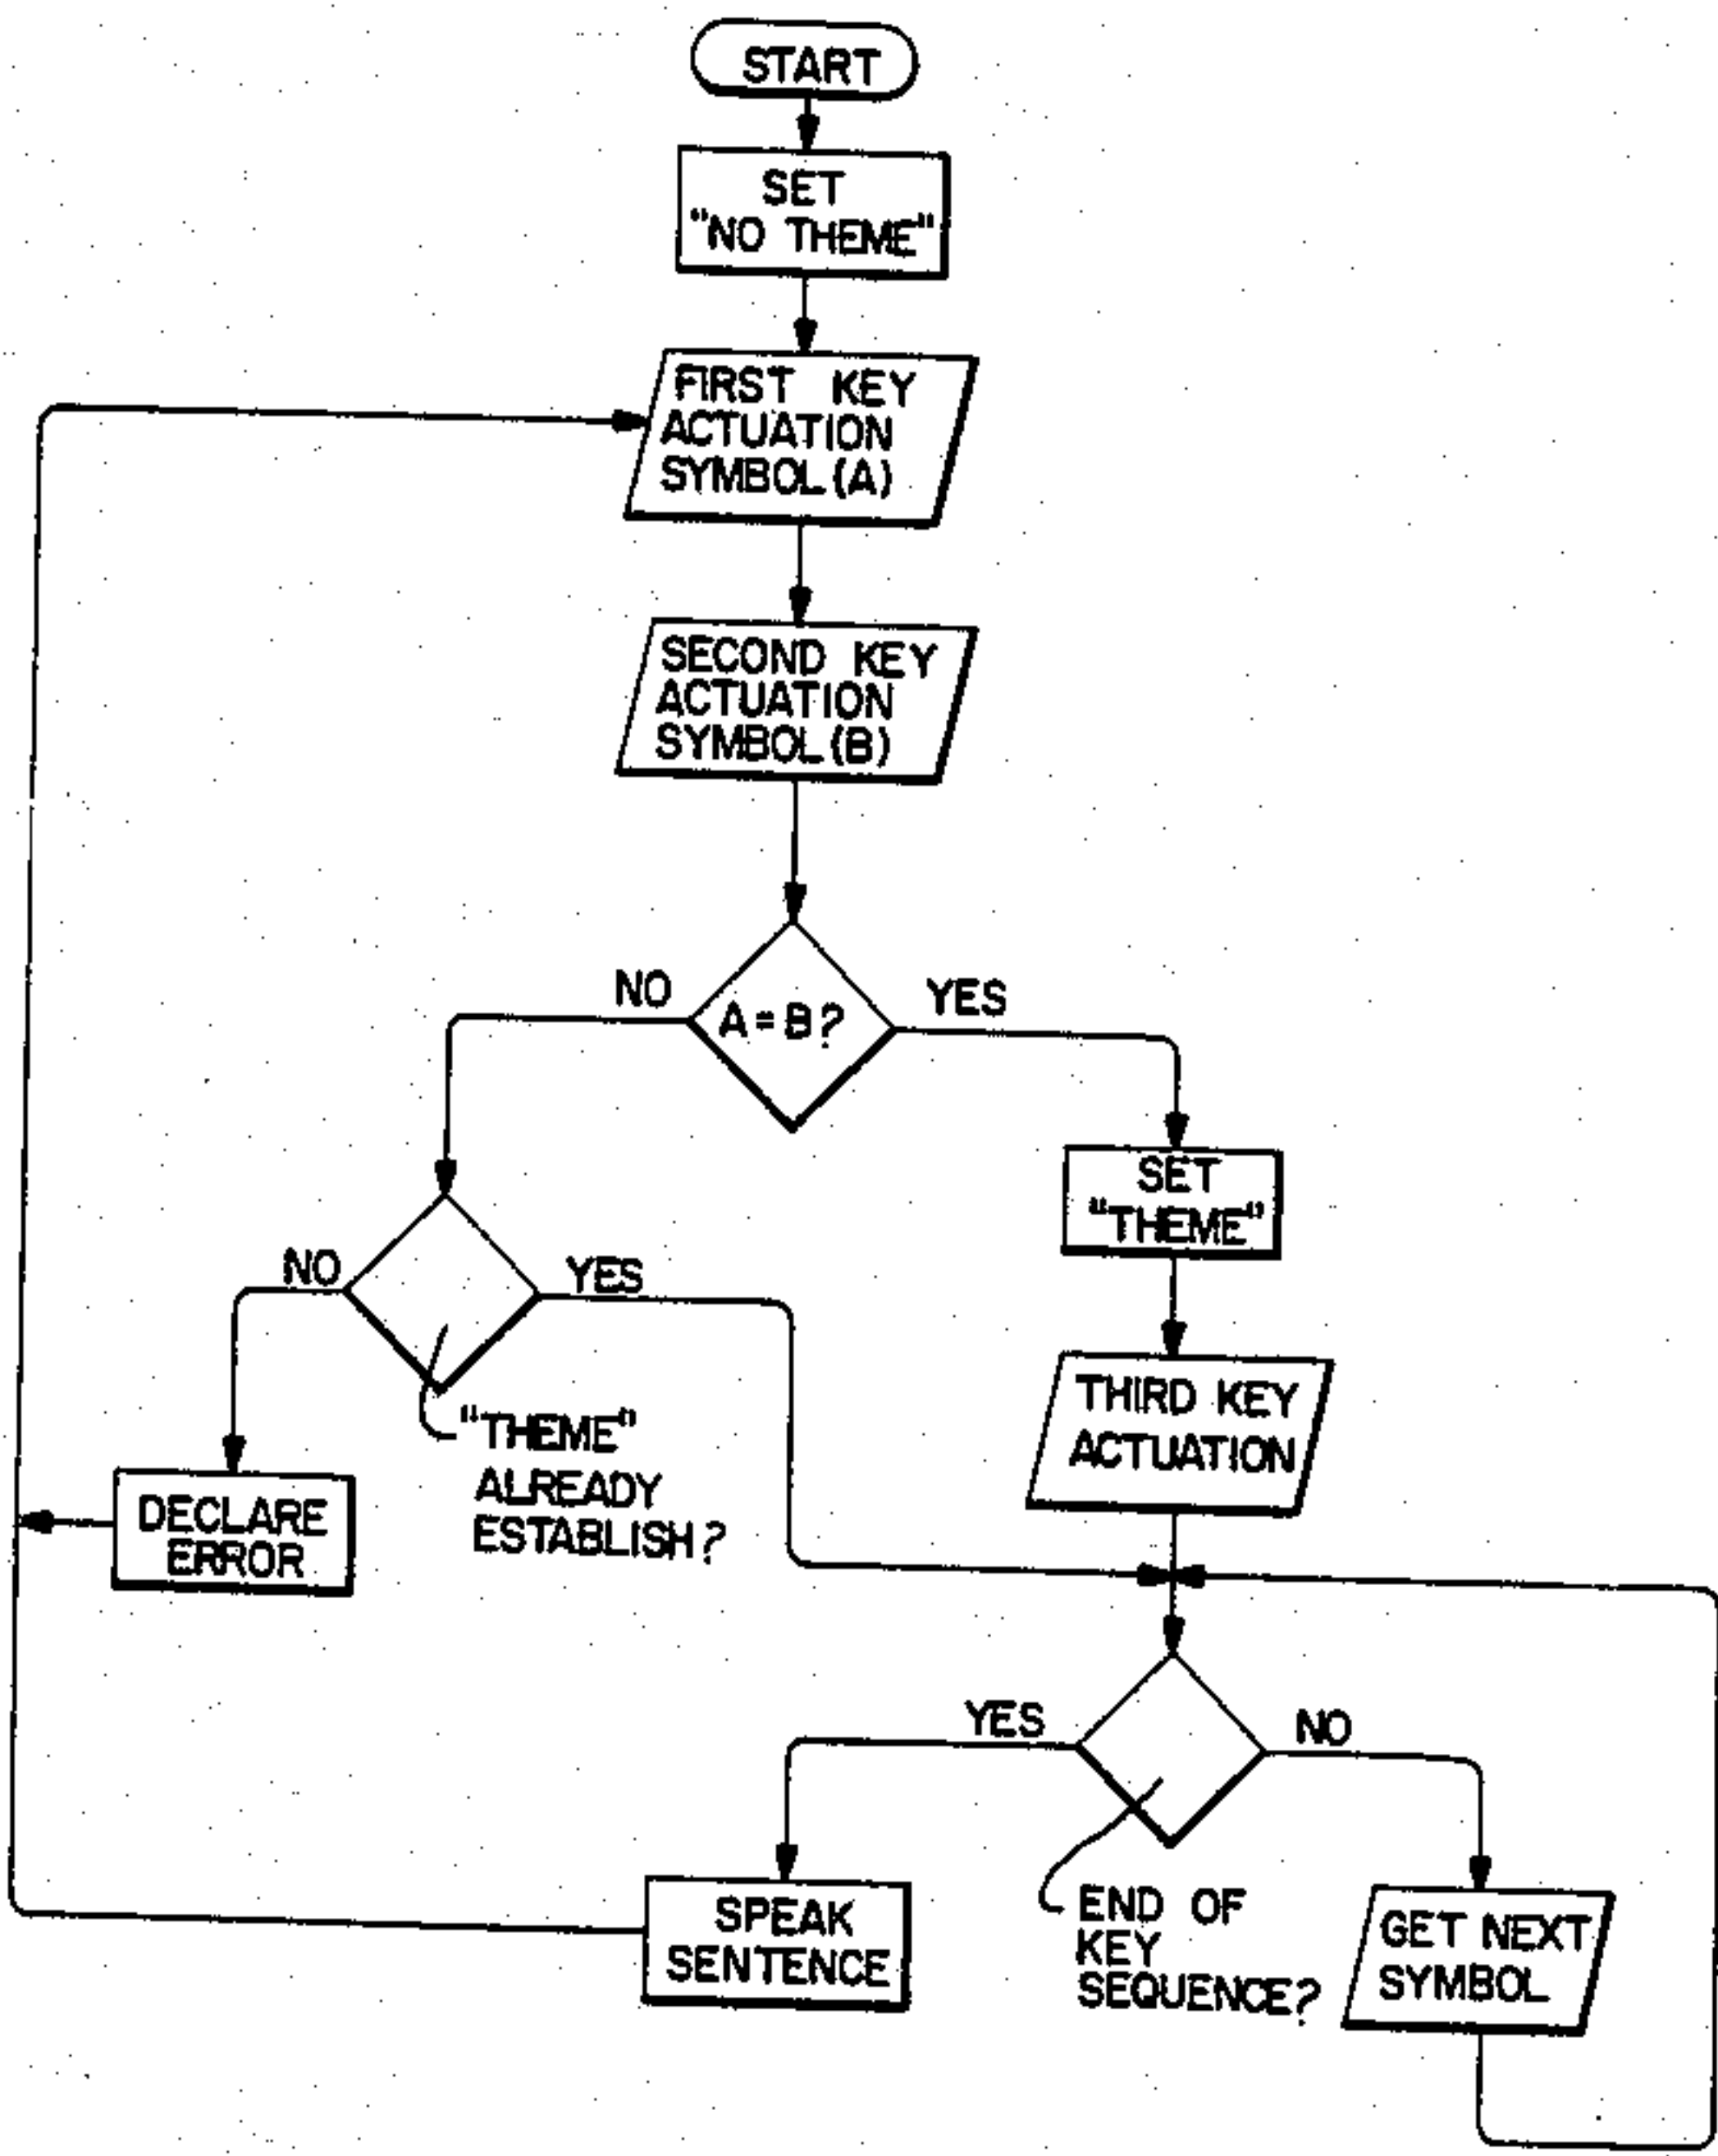 START
SET
"NO THEME"
FIRST KEY
ACTUATION
SYMBOL(A)
SECOND KEY
ACTUATION
SYMBOL(B)
NO
A=B?
YES
SET
"THEME"
NO
YES
"THEME"
ALREADY
ESTABLISH?
THIRD KEY
ACTUATION
DECLARE
ERROR
YES
NO
SPEAK
SENTENCE
END OF
KEY
SEQUENCE?
GET NEXT
SYMBOL